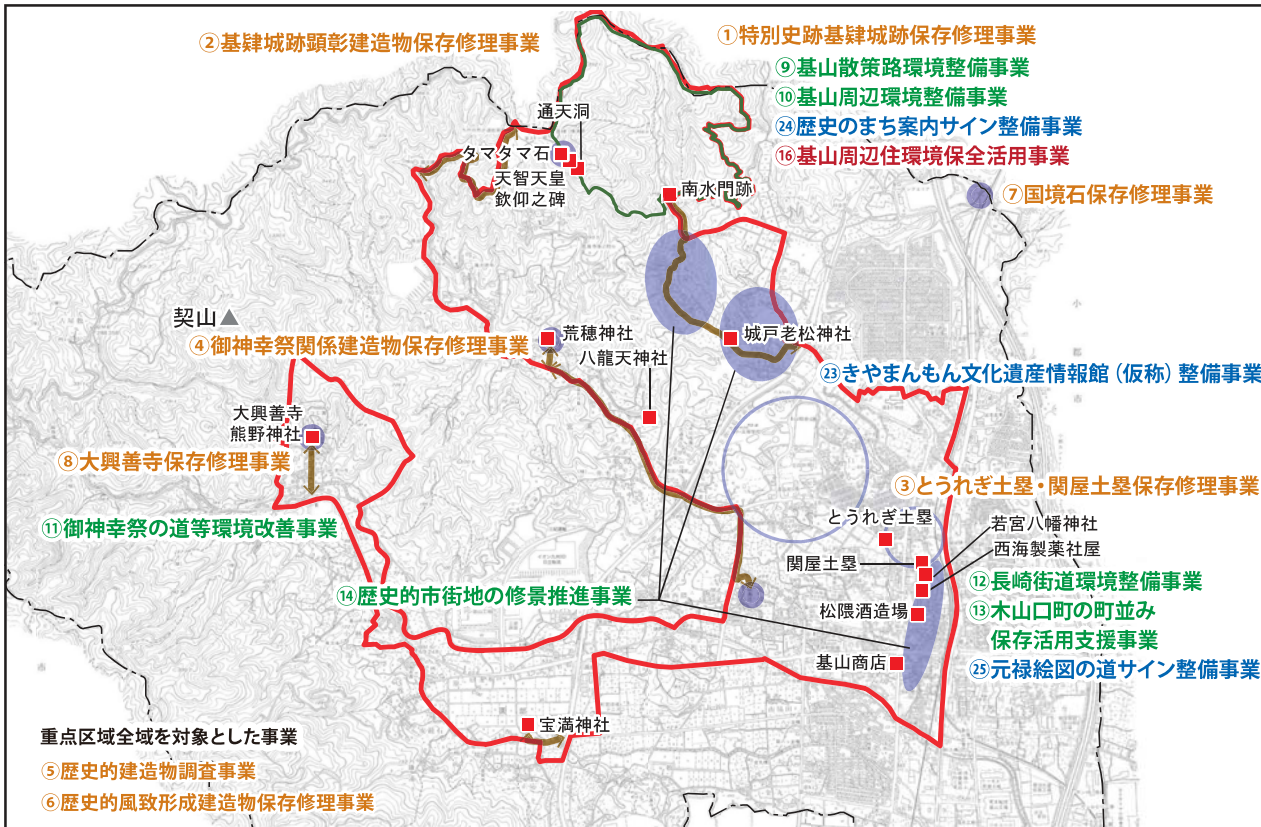 ②基肄城跡顕彰建造物保存修理事業
①特別史跡基肄城跡保存修理事業
⑨基山散策路環境整備事業
⑩基山周辺環境整備事業
㉔歴史のまち案内サイン整備事業
⑯基山周辺住環境保全活用事業
通天洞
タマタマ石
天智天皇
欽仰之碑
南水門跡
⑦国境石保存修理事業
契山
④御神幸祭関係建造物保存修理事業
荒穂神社
八龍天神社
城戸老松神社
㉓きやまんもん文化遺産情報館（仮称）整備事業
大興善寺
熊野神社
⑧大興善寺保存修理事業
③とうれぎ土塁・関屋土塁保存修理事業
⑪御神幸祭の道等環境改善事業
とうれぎ土塁
若宮八幡神社
関屋土塁
西海製薬社屋
⑭歴史的市街地の修景推進事業
⑫長崎街道環境整備事業
松隈酒造場
⑬木山口町の町並み
保存活用支援事業
基山商店
㉕元禄絵図の道サイン整備事業
宝満神社
重点区域全域を対象とした事業
⑤歴史的建造物調査事業
⑥歴史的風致形成建造物保存修理事業
小郡市
市